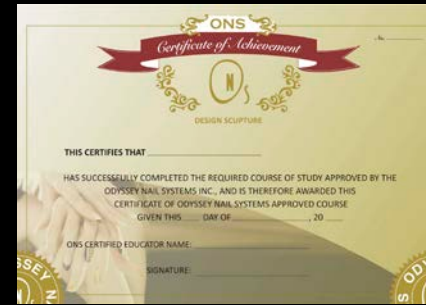 ONS
Certificate of Achievement
No.
N
S
DESIGN SCUPTURE
THIS CERTIFIES THAT
HAS SUCCESSFULLY COMPLETED THE REQUIRED COURSE OF STUDY APPROVED BY THE
ODYSSEY NAIL SYSTEMS INC., AND IS THEREFORE AWARDED THIS
CERTIFICATE OF ODYSSEY NAIL SYSTEMS APPROVED COURSE
GIVEN THIS DAY OF , 20
ONS CERTIFIED EDUCATOR NAME:
SIGNATURE: